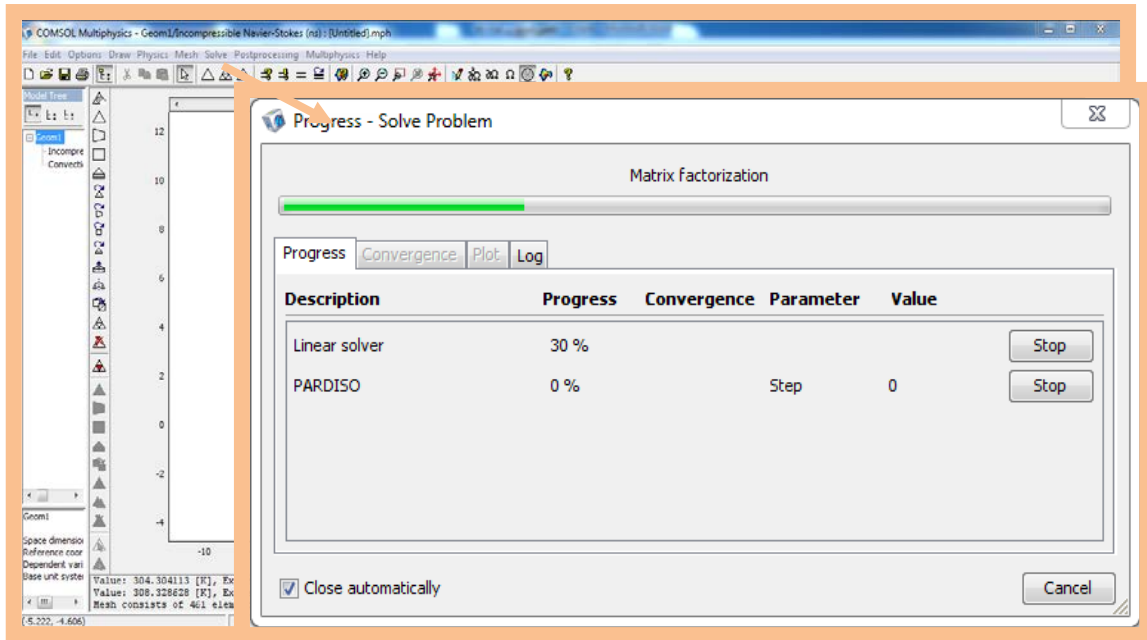 COMSOL Multiphysics - Geom1/Incompressible Navier-Stokes (ns) : [Untitled].mph
File Edit Options Draw Physics Mesh Solve Postprocessing Multiphysics Help
Model Tree
Geom1
Incompre
Convecti
12
10
8
6
4
2
0
-2
-4
-10
Geom1
Space dimensio
Reference coor
Dependent vari
Base unit syste
Value: 304.304113 [K], Ex
Value: 308.328628 [K], Ex
Mesh consists of 461 elem
(-5.222, -4.606)
Progress - Solve Problem
Matrix factorization
Progress Convergence Plot Log
Description Progress Convergence Parameter Value
Linear solver 30 % Stop
PARDISO 0 % Step 0 Stop
Close automatically Cancel